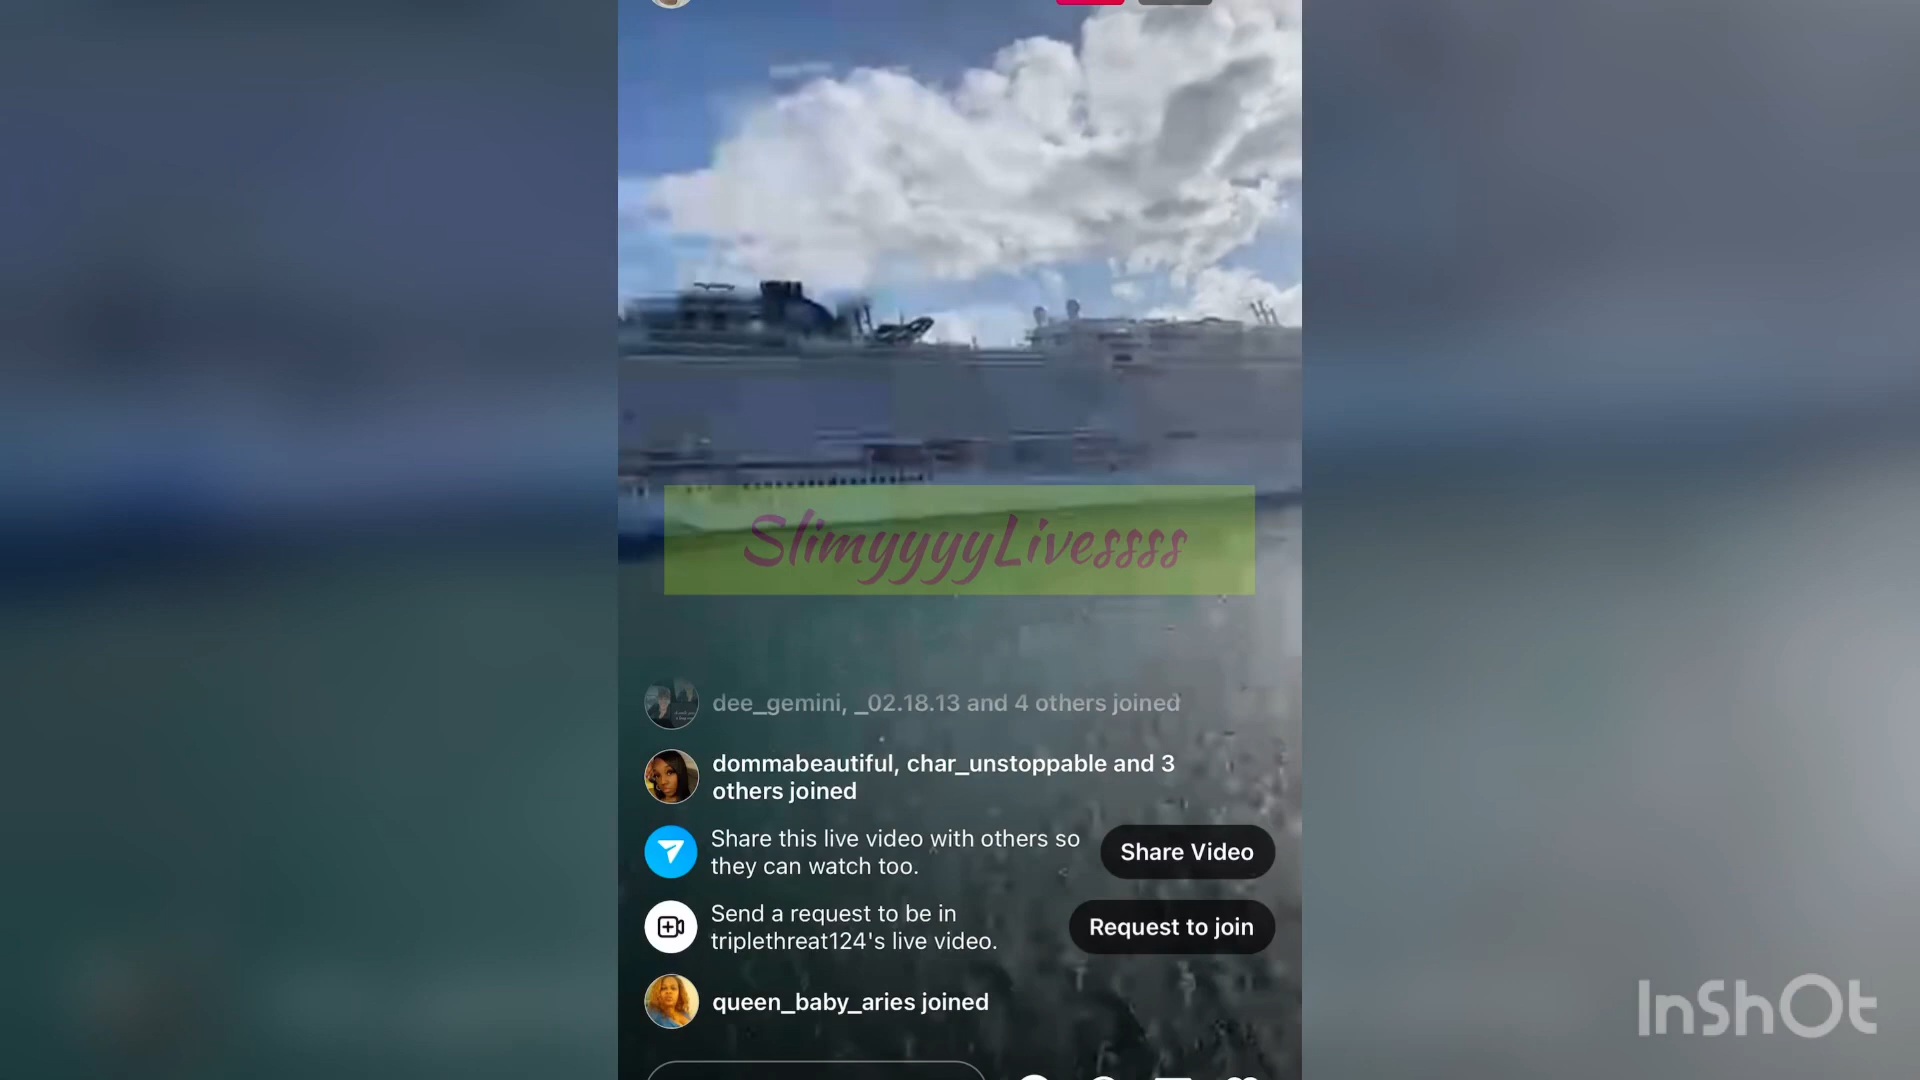 SlimyyyyLivessss
dee_gemini, _02.18.13 and 4 others joined
dommabeautiful, char_unstoppable and 3
others joined
Share this live video with others so
they can watch too.
Share Video
Send a request to be in
triplethreat124's live video.
Request to join
queen_baby_aries joined
InShOt